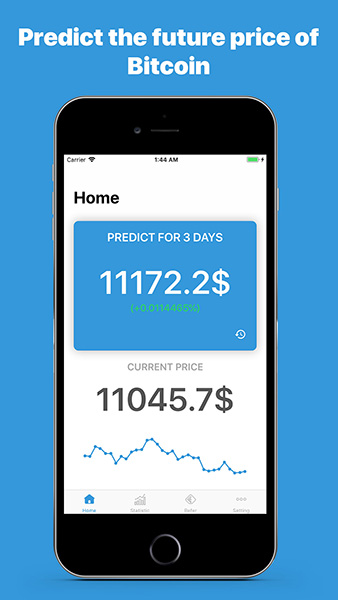 Predict the future price of
Bitcoin
Carrier 1:44 AM
Home
PREDICT FOR 3 DAYS
11172.2$
(+0.0114465%)
CURRENT PRICE
11045.7$
Home Statistic Refer Setting